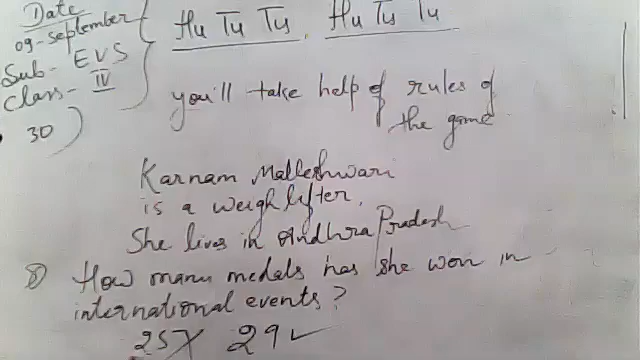 Date
09-September
Sub- EVS
Class- IV
30
Hu Tu Tu, Hu Tu Tu
you'll take help of rules of
the game
Karnam Malleshwari
is a weighlifter.
She lives in Andhra Pradesh
8) How many medals has she won in
international events?
25X 29✓